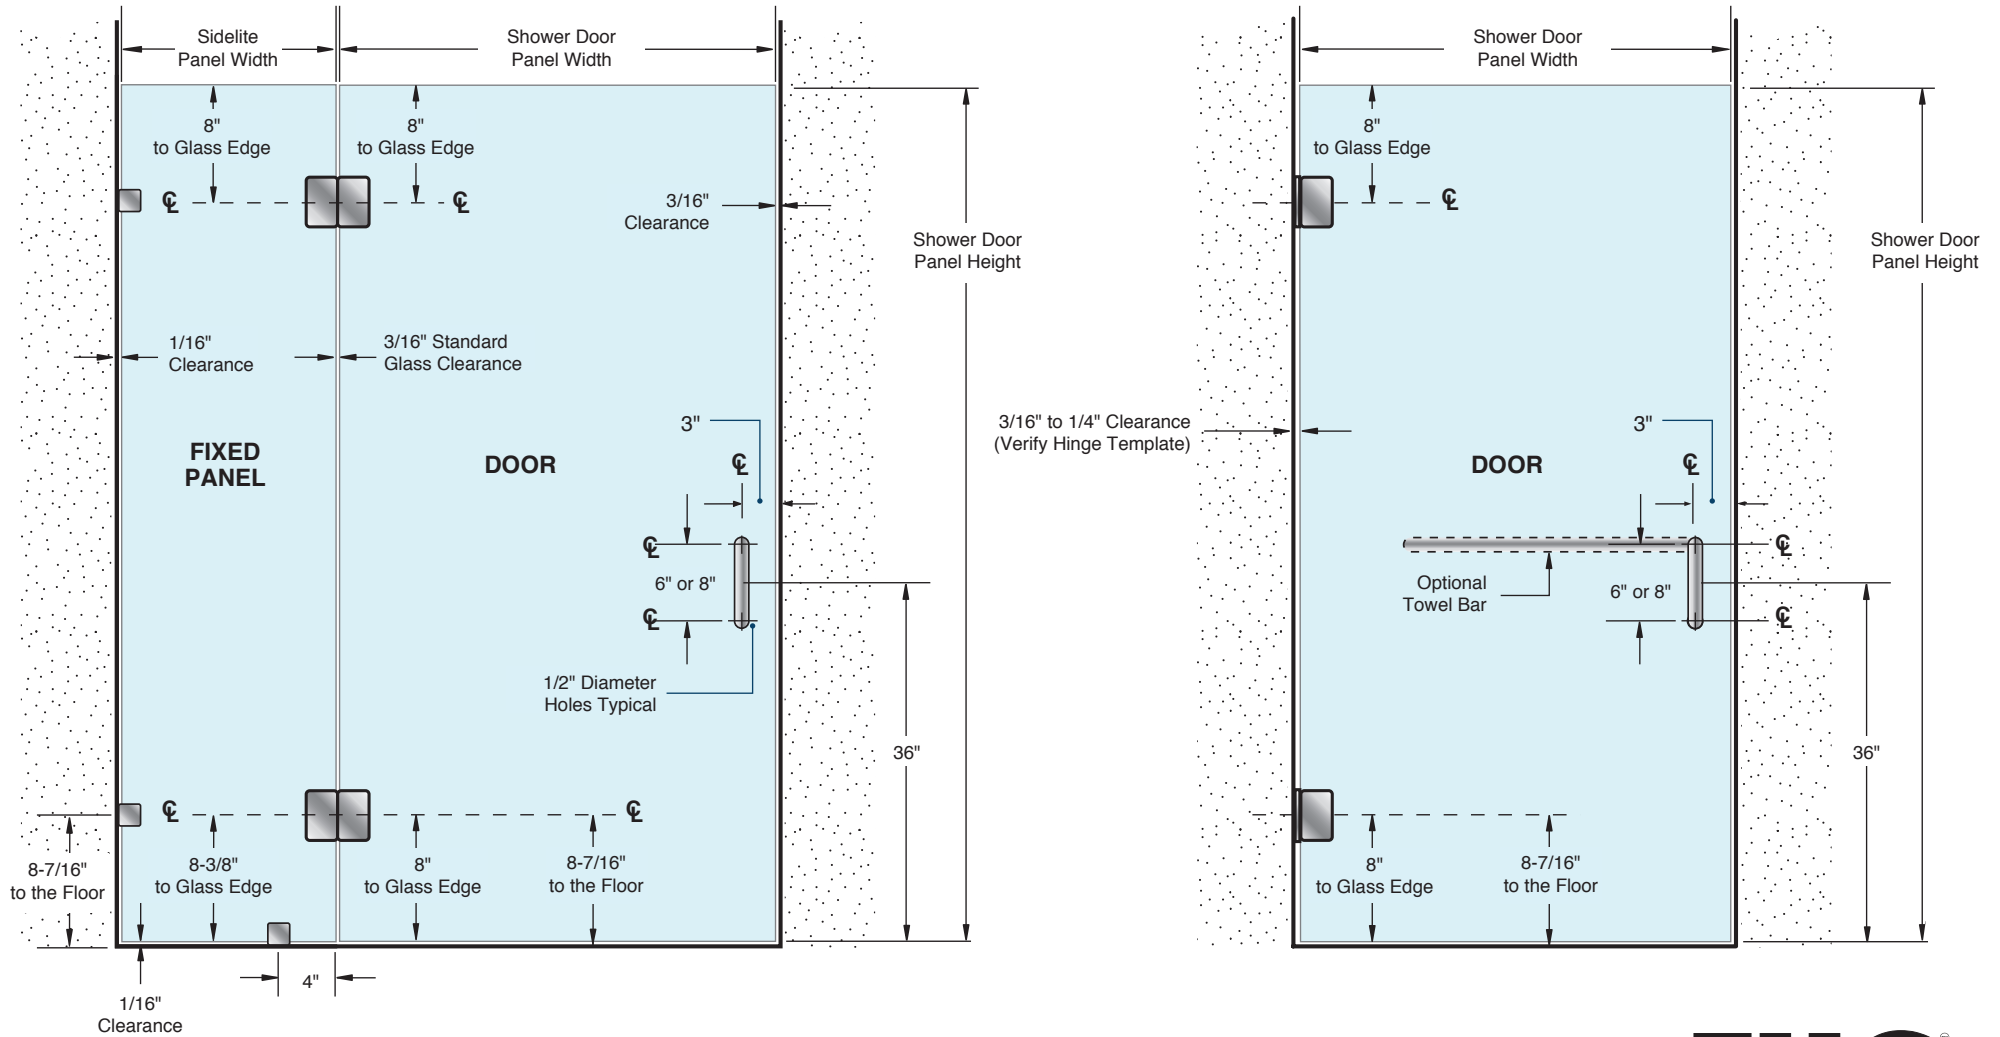 Sidelite
Panel Width
Shower Door
Panel Width
8"
to Glass Edge
8"
to Glass Edge
℄
℄
3/16"
Clearance
Shower Door
Panel Height
1/16"
Clearance
3/16" Standard
Glass Clearance
FIXED
PANEL
DOOR
3"
℄
℄
6" or 8"
℄
1/2" Diameter
Holes Typical
36"
℄
℄
8-7/16"
to the Floor
8-3/8"
to Glass Edge
8"
to Glass Edge
8-7/16"
to the Floor
4"
1/16"
Clearance
Shower Door
Panel Width
8"
to Glass Edge
℄
Shower Door
Panel Height
3/16" to 1/4" Clearance
(Verify Hinge Template)
DOOR
3"
℄
℄
Optional
Towel Bar
6" or 8"
℄
36"
8"
to Glass Edge
8-7/16"
to the Floor
®